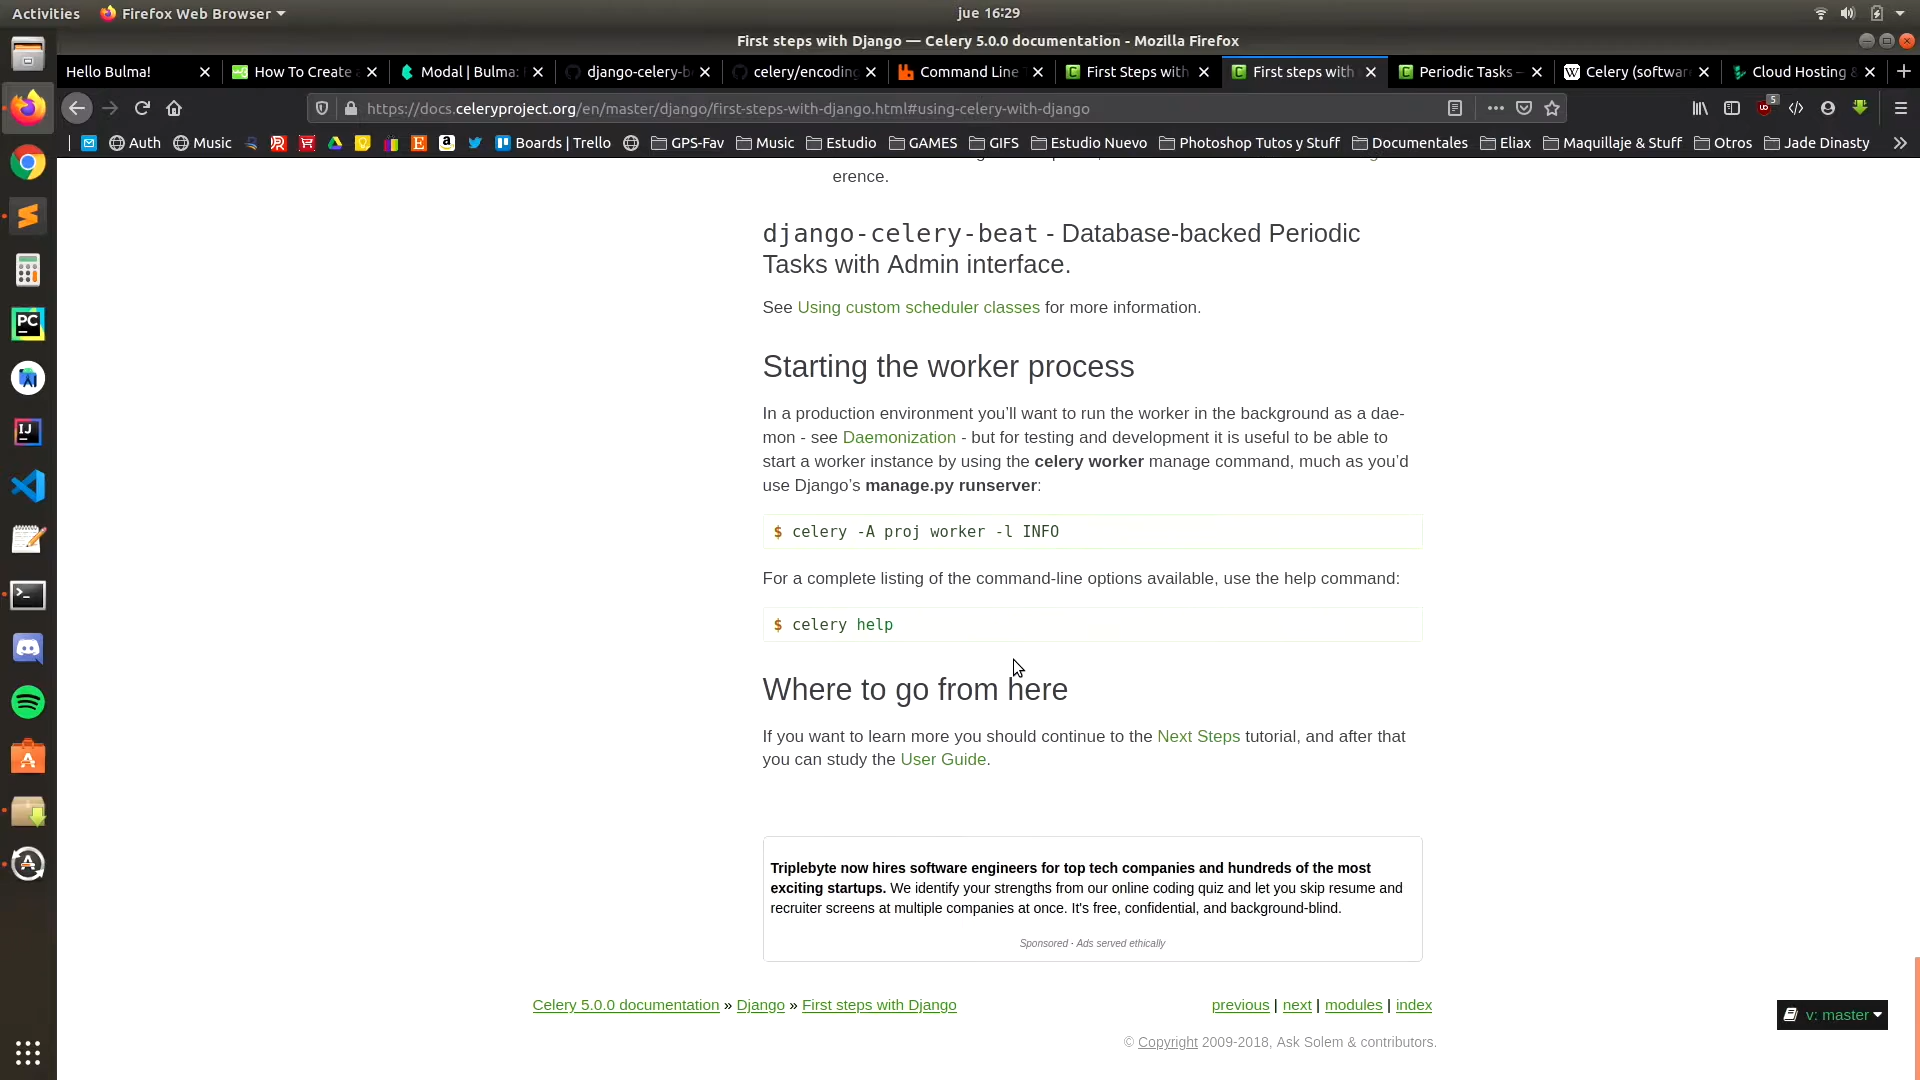 Activities Firefox Web Browser jue 16:29
First steps with Django — Celery 5.0.0 documentation - Mozilla Firefox
Hello Bulma! How To Create Modal | Bulma: django-celery-b celery/encoding Command Line First Steps with First steps with Periodic Tasks – Celery (softwar Cloud Hosting
https://docs.celeryproject.org/en/master/django/first-steps-with-django.html#using-celery-with-django 5
Auth Music Boards | Trello GPS-Fav Music Estudio GAMES GIFS Estudio Nuevo Photoshop Tutos y Stuff Documentales Eliax Maquillaje & Stuff Otros Jade Dinasty
erence.
django-celery-beat - Database-backed Periodic
Tasks with Admin interface.
See Using custom scheduler classes for more information.
Starting the worker process
In a production environment you’ll want to run the worker in the background as a dae-
mon - see Daemonization - but for testing and development it is useful to be able to
start a worker instance by using the celery worker manage command, much as you’d
use Django’s manage.py runserver:
$ celery -A proj worker -l INFO
For a complete listing of the command-line options available, use the help command:
$ celery help
Where to go from here
If you want to learn more you should continue to the Next Steps tutorial, and after that
you can study the User Guide.
Triplebyte now hires software engineers for top tech companies and hundreds of the most
exciting startups. We identify your strengths from our online coding quiz and let you skip resume and
recruiter screens at multiple companies at once. It's free, confidential, and background-blind.
Sponsored · Ads served ethically
Celery 5.0.0 documentation » Django » First steps with Django previous | next | modules | index
v: master
© Copyright 2009-2018, Ask Solem & contributors.